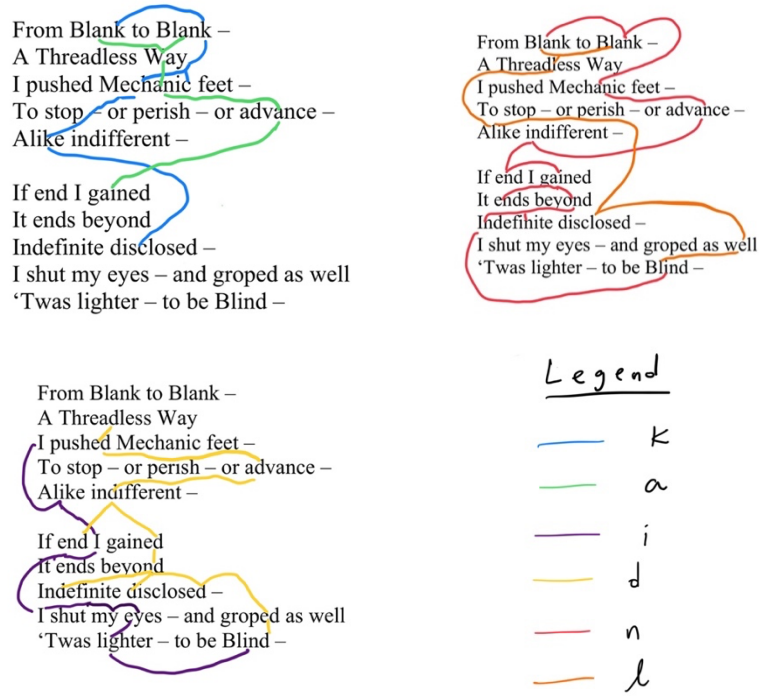 From Blank to Blank –
A Threadless Way
I pushed Mechanic feet –
To stop – or perish – or advance –
Alike indifferent –
If end I gained
It ends beyond
Indefinite disclosed –
I shut my eyes – and groped as well
‘Twas lighter – to be Blind –
From Blank to Blank –
A Threadless Way
I pushed Mechanic feet –
To stop – or perish – or advance –
Alike indifferent –
If end I gained
It ends beyond
Indefinite disclosed –
I shut my eyes – and groped as well
‘Twas lighter – to be Blind –
From Blank to Blank –
A Threadless Way
I pushed Mechanic feet –
To stop – or perish – or advance –
Alike indifferent –
If end I gained
It ends beyond
Indefinite disclosed –
I shut my eyes – and groped as well
‘Twas lighter – to be Blind –
Legend
k
a
i
d
n
l